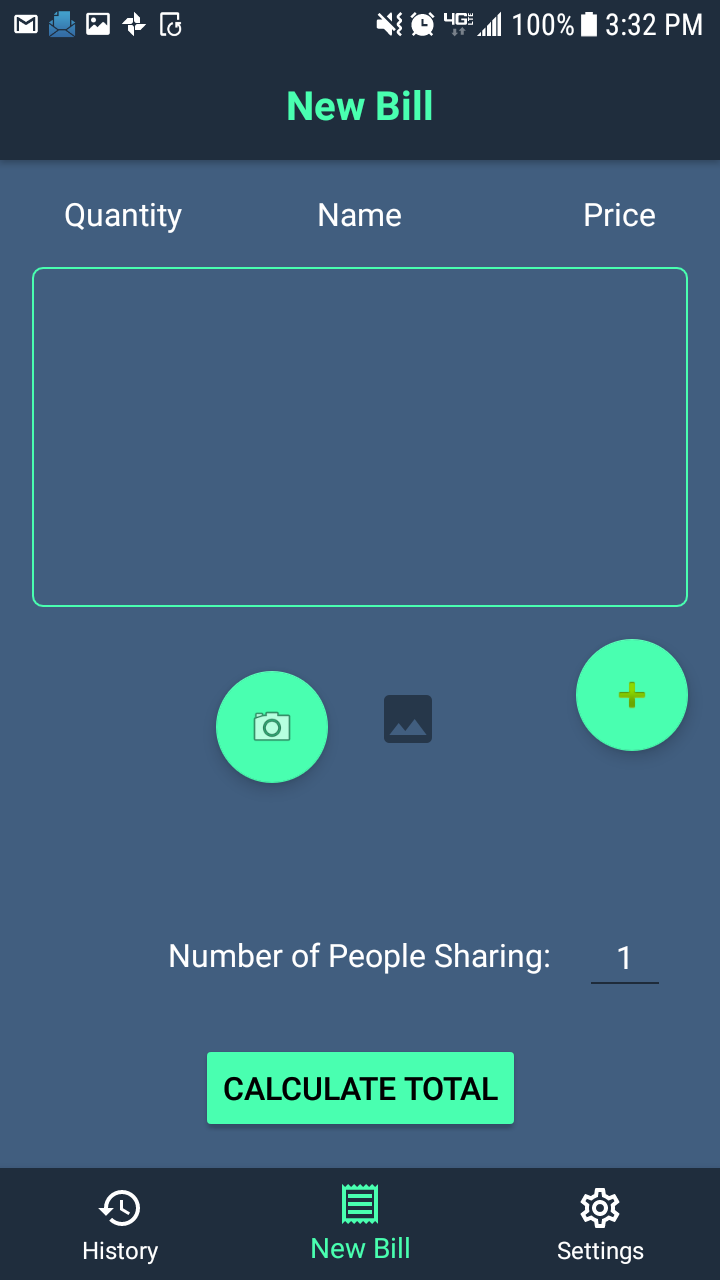 4G LTE 100% 3:32 PM
New Bill
Quantity Name Price
Number of People Sharing: 1
CALCULATE TOTAL
History New Bill Settings